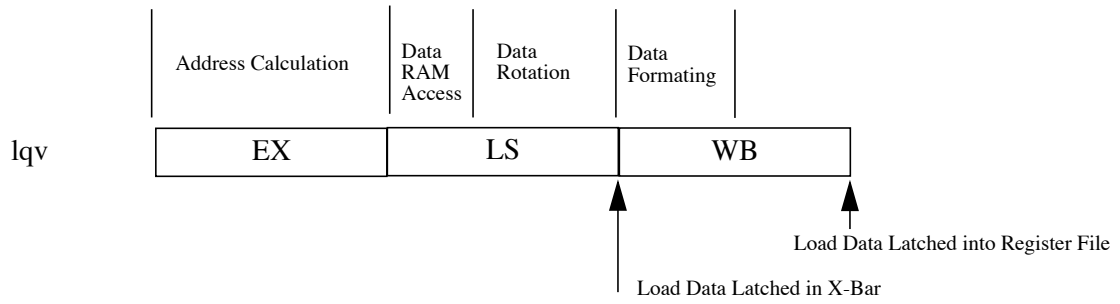 Address Calculation
Data
RAM
Access
Data
Rotation
Data
Formating
lqv
EX
LS
WB
Load Data Latched into Register File
Load Data Latched in X-Bar